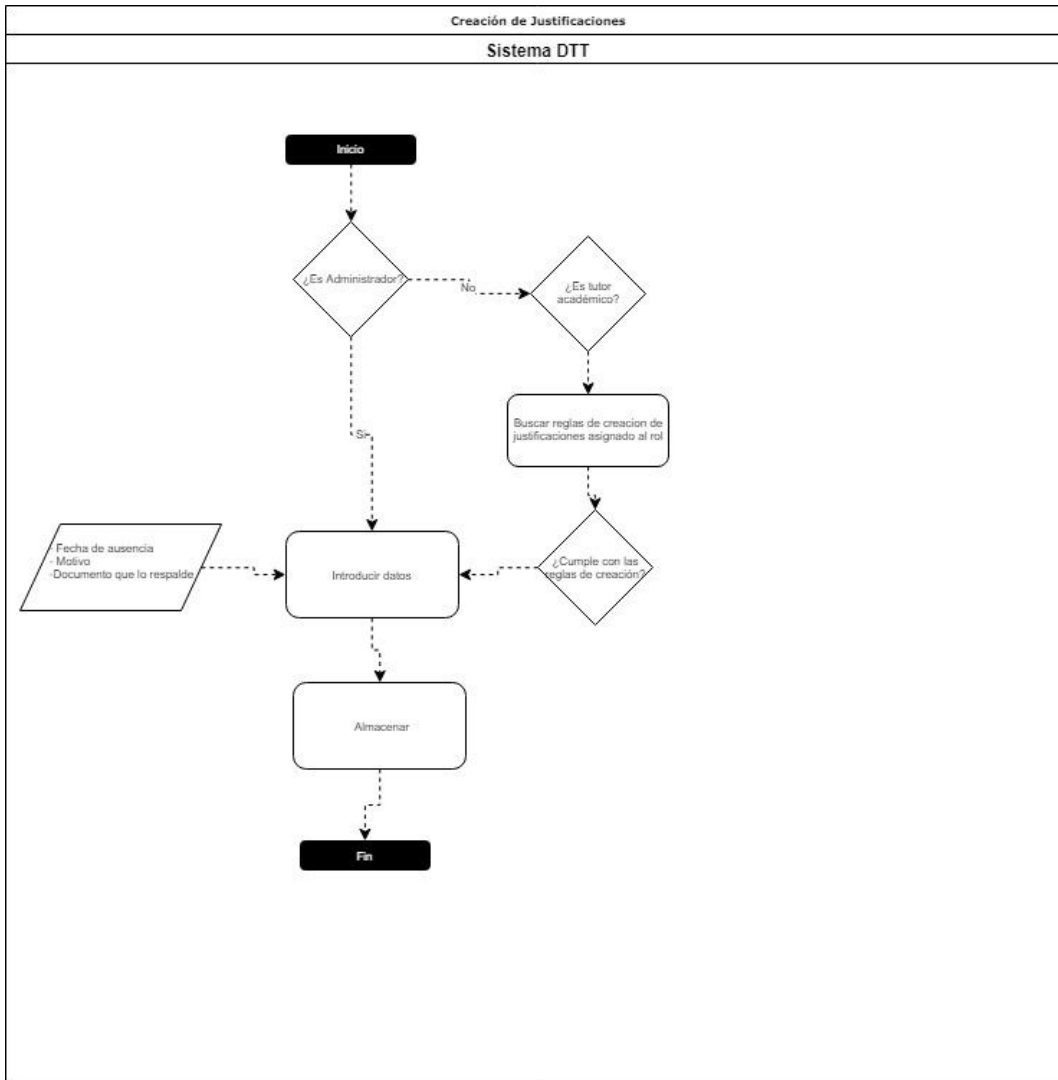 Creación de Justificaciones
Sistema DTT
Inicio
¿Es Administrador?
No
¿Es tutor
académico?
Buscar reglas de creacion de
justificaciones asignado al rol
Si
- Fecha de ausencia
- Motivo
-Documento que lo respalde
Introducir datos
¿Cumple con las
reglas de creación?
Almacenar
Fin